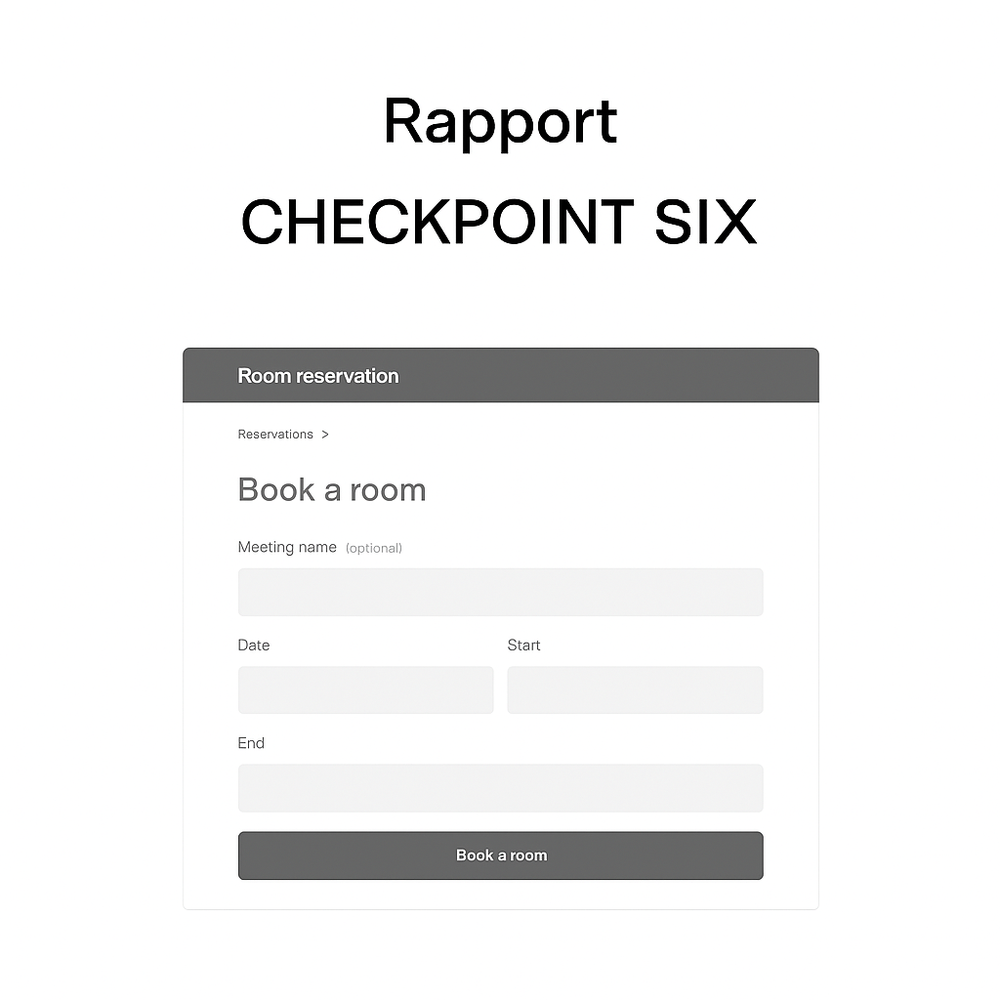 Rapport
CHECKPOINT SIX
Room reservation
Reservations >
Book a room
Meeting name (optional)
Date Start
End
Book a room